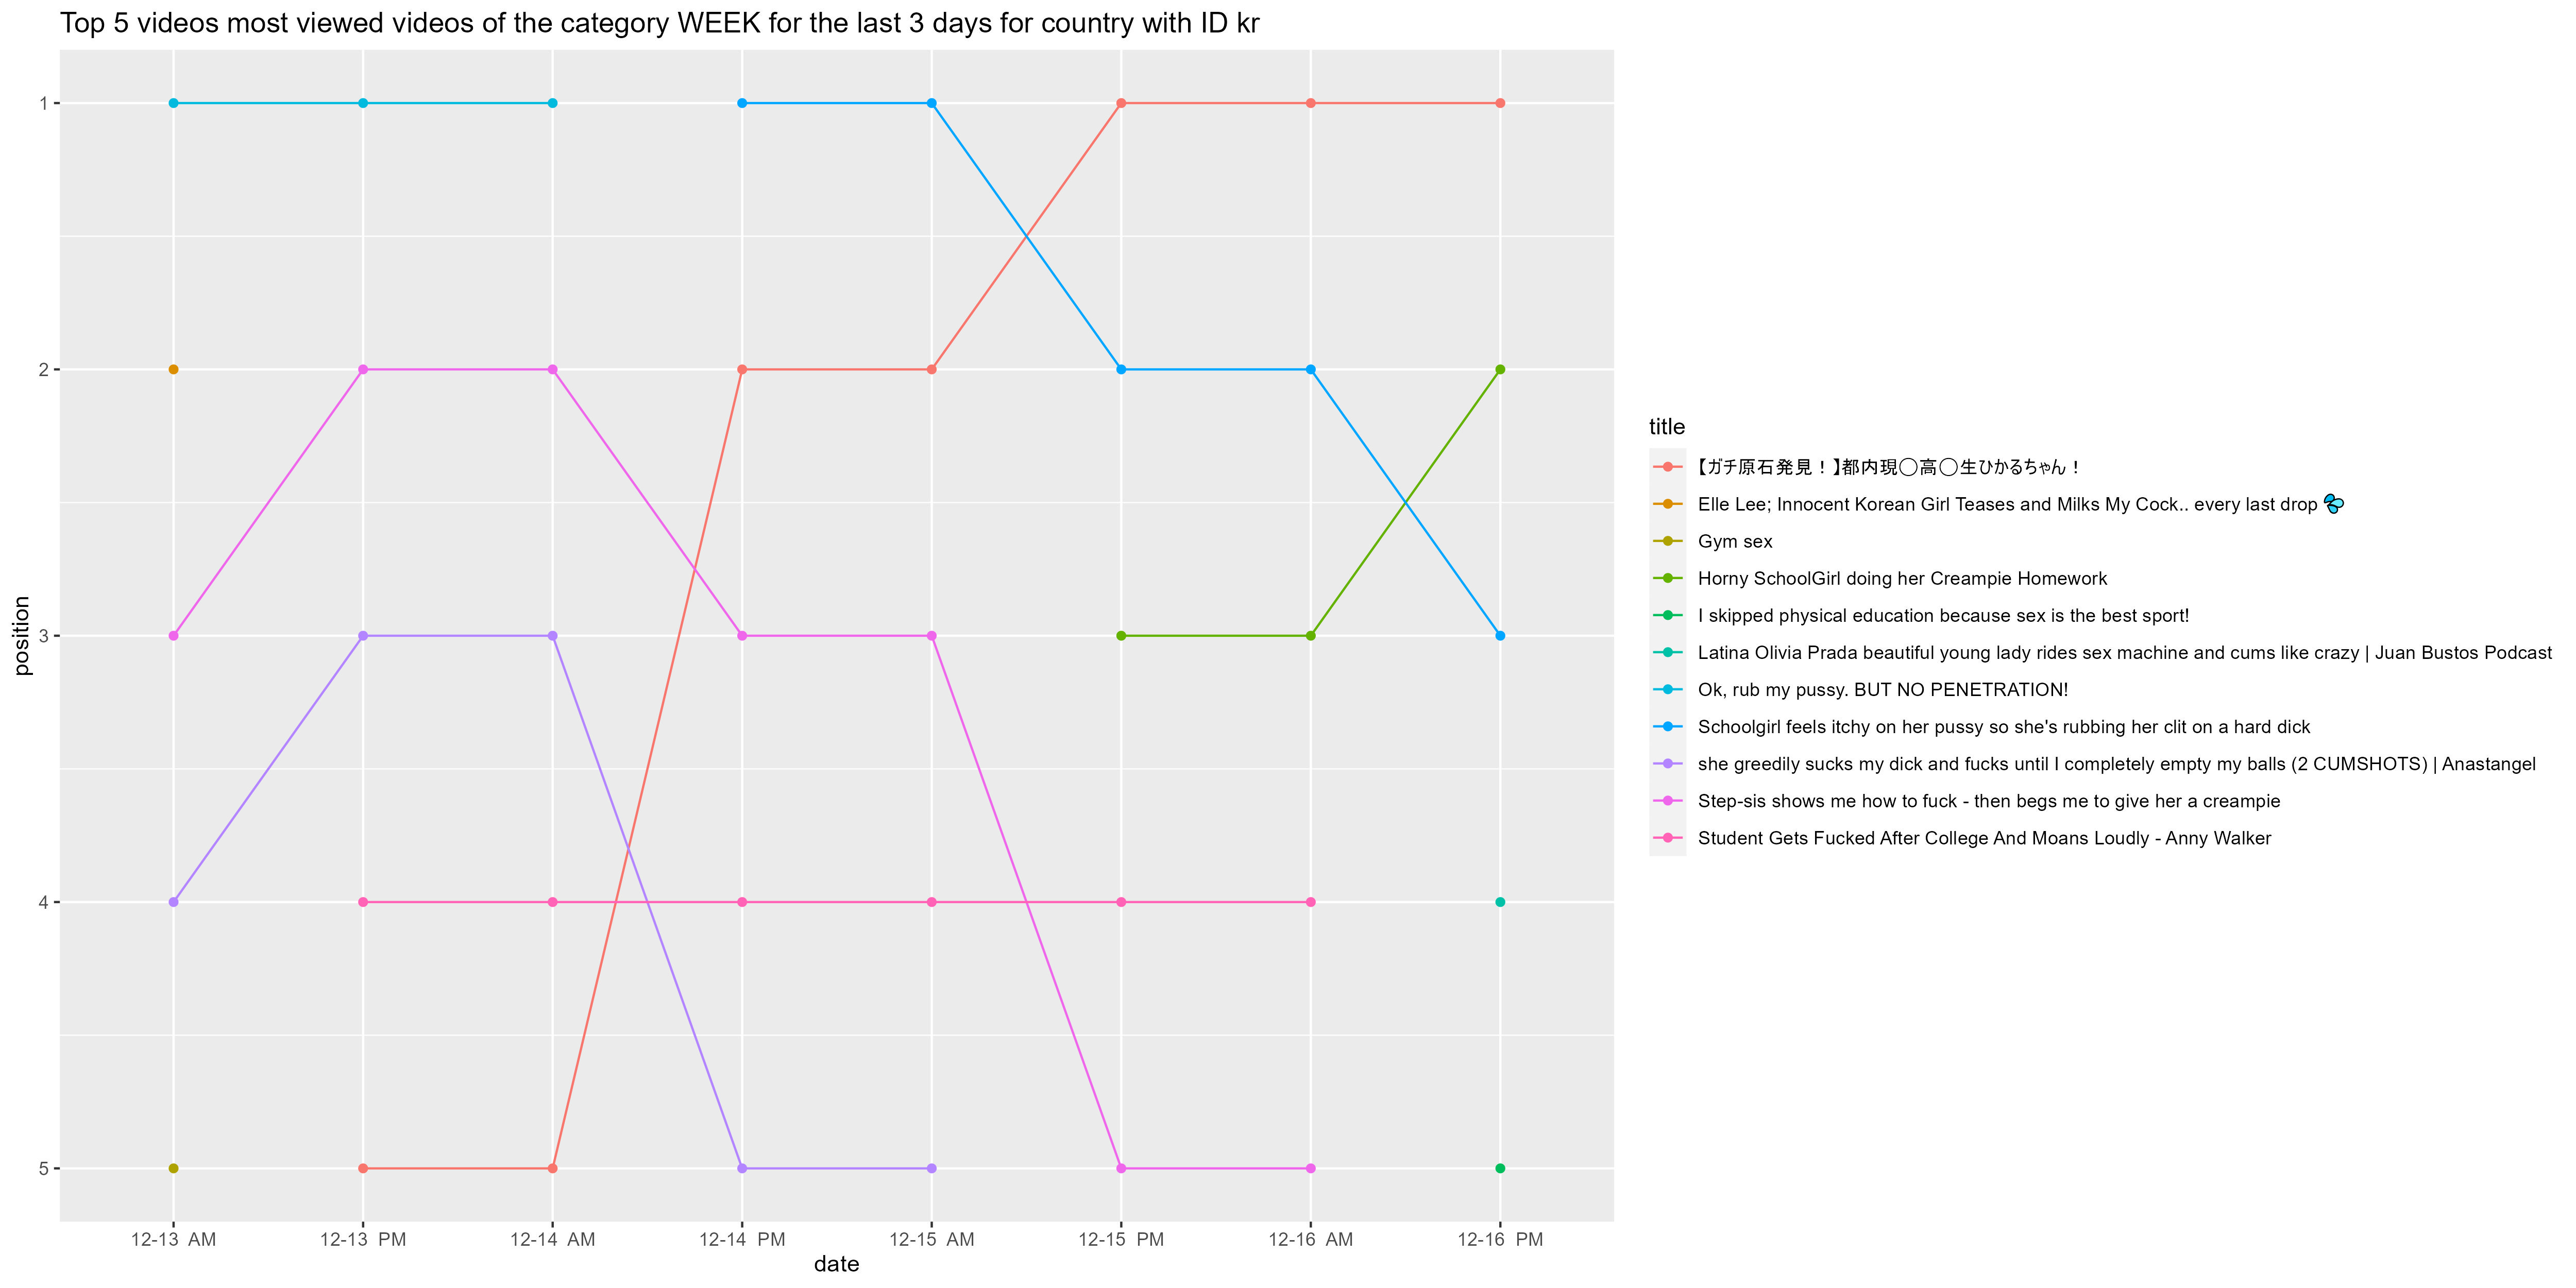 Top 5 videos most viewed videos of the category WEEK for the last 3 days for country with ID kr
position
1
2
3
4
5
12-13 AM
12-13 PM
12-14 AM
12-14 PM
12-15 AM
12-15 PM
12-16 AM
12-16 PM
date
title
【ガチ原石発見！】都内現◯高◯生ひかるちゃん！
Elle Lee; Innocent Korean Girl Teases and Milks My Cock.. every last drop 💦
Gym sex
Horny SchoolGirl doing her Creampie Homework
I skipped physical education because sex is the best sport!
Latina Olivia Prada beautiful young lady rides sex machine and cums like crazy | Juan Bustos Podcast
Ok, rub my pussy. BUT NO PENETRATION!
Schoolgirl feels itchy on her pussy so she's rubbing her clit on a hard dick
she greedily sucks my dick and fucks until I completely empty my balls (2 CUMSHOTS) | Anastangel
Step-sis shows me how to fuck - then begs me to give her a creampie
Student Gets Fucked After College And Moans Loudly - Anny Walker